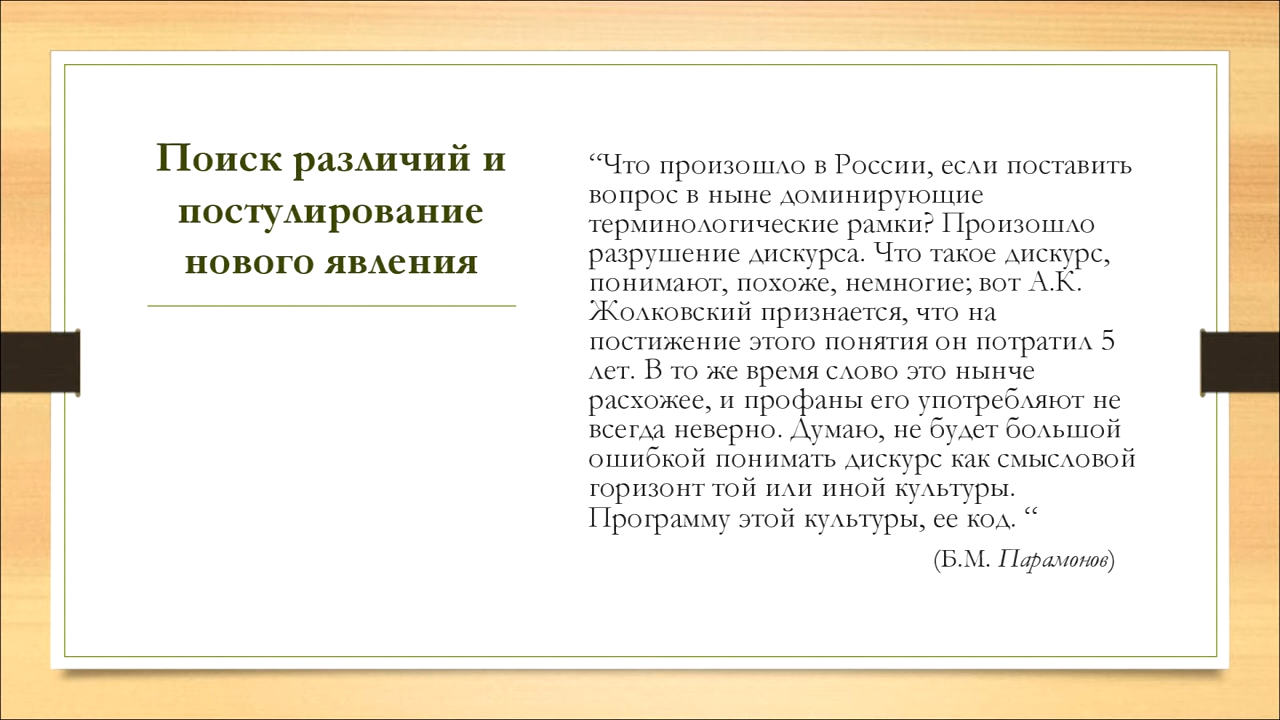 Поиск различий и
постулирование
нового явления
“Что произошло в России, если поставить
вопрос в ныне доминирующие
терминологические рамки? Произошло
разрушение дискурса. Что такое дискурс,
понимают, похоже, немногие; вот А.К.
Жолковский признается, что на
постижение этого понятия он потратил 5
лет. В то же время слово это нынче
расхожее, и профаны его употребляют не
всегда неверно. Думаю, не будет большой
ошибкой понимать дискурс как смысловой
горизонт той или иной культуры.
Программу этой культуры, ее код. “
(Б.М. Парамонов)